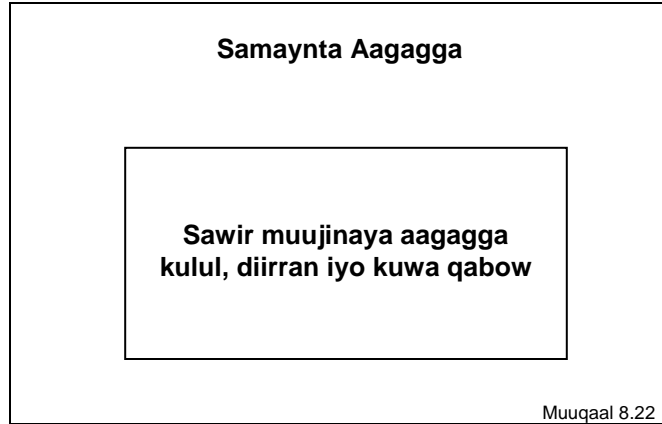 Samaynta Aagagga
Sawir muujinaya aagagga
kulul, diirran iyo kuwa qabow
Muuqaal 8.22